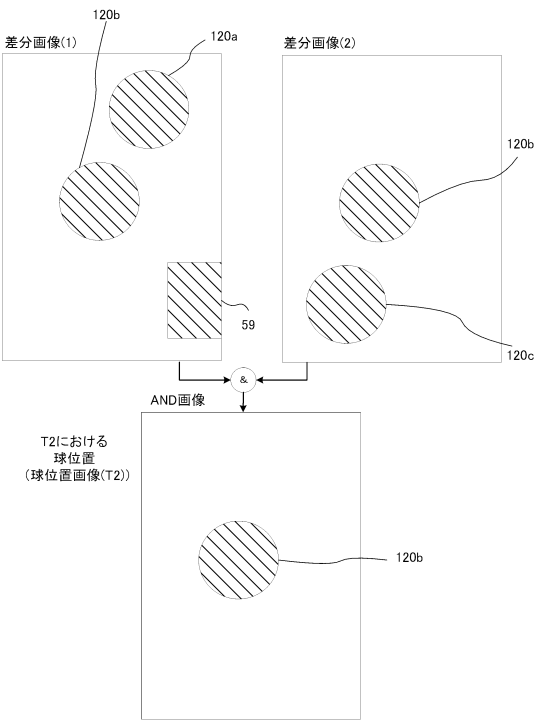 120b
差分画像(1)
120a
差分画像(2)
120b
59
120c
&
AND画像
T2における
球位置
(球位置画像(T2))
120b